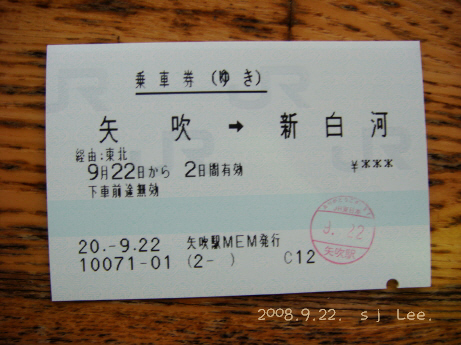 乗車券(ゆき)
矢吹 → 新白河
経由:東北
9月22日から 2日間有効 ¥***
下車前途無効
20.-9.22 矢吹駅MEM発行
10071-01 (2- ) C12
9.22
矢吹駅
2008.9.22. s j Lee.